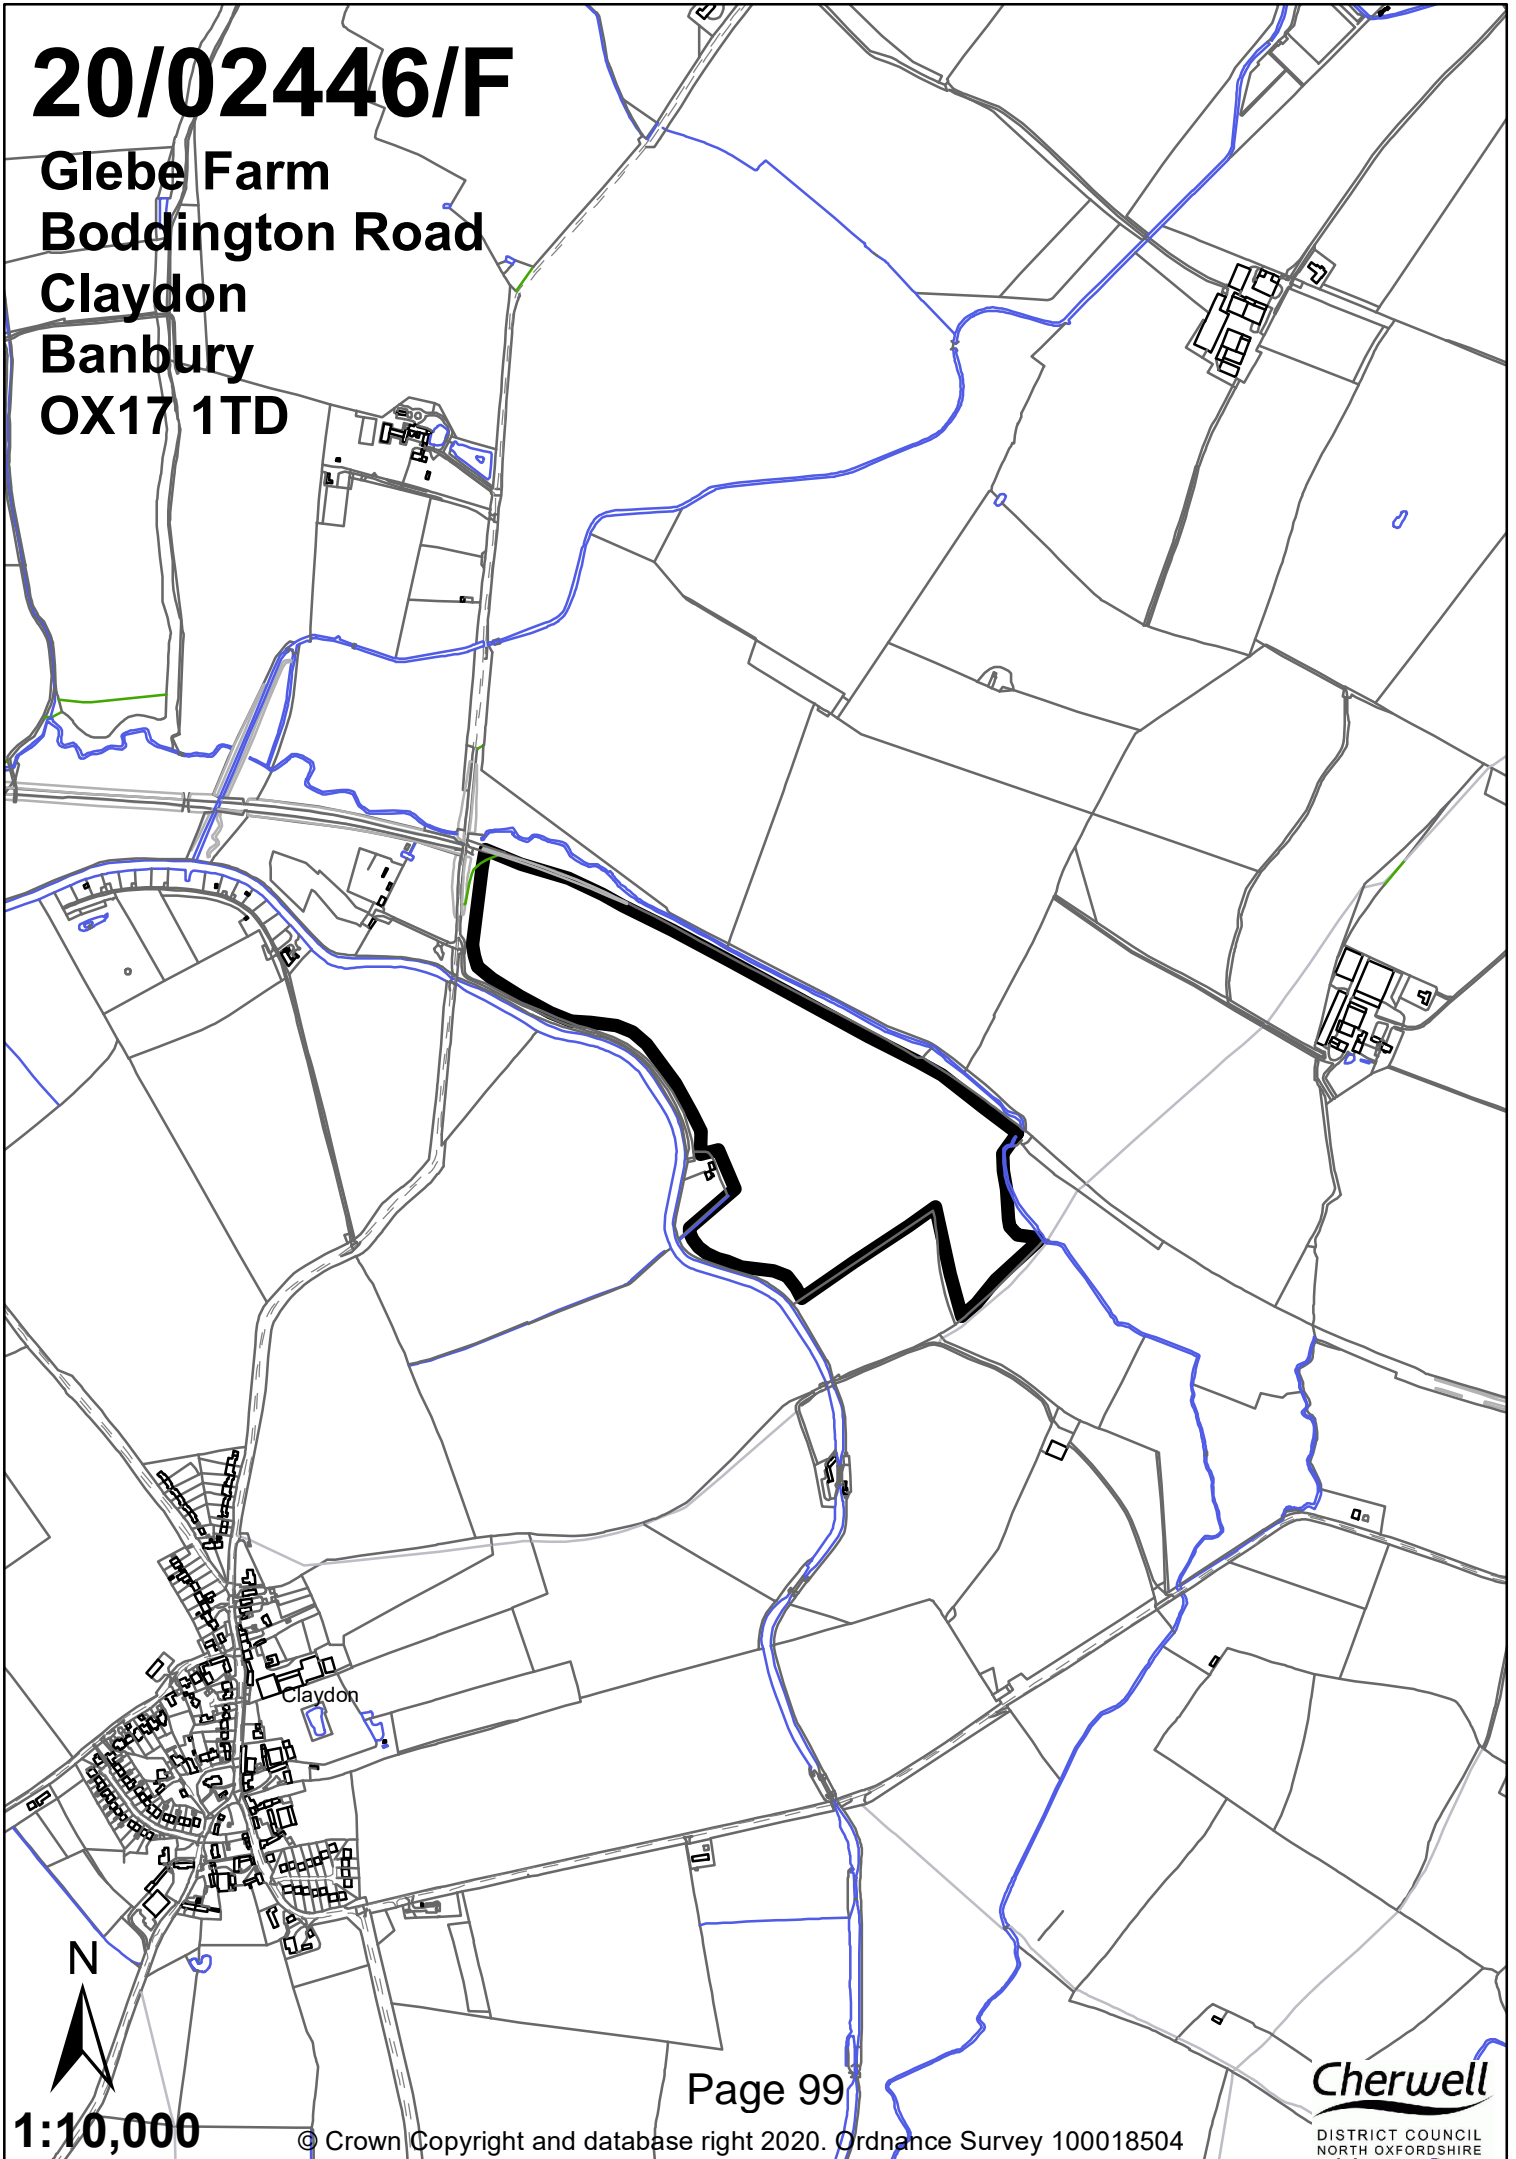 20/02446/F
Glebe Farm
Boddington Road
Claydon
Banbury
OX17 1TD
Claydon
N
1:10,000
Page 99
© Crown Copyright and database right 2020. Ordnance Survey 100018504
Cherwell
DISTRICT COUNCIL
NORTH OXFORDSHIRE